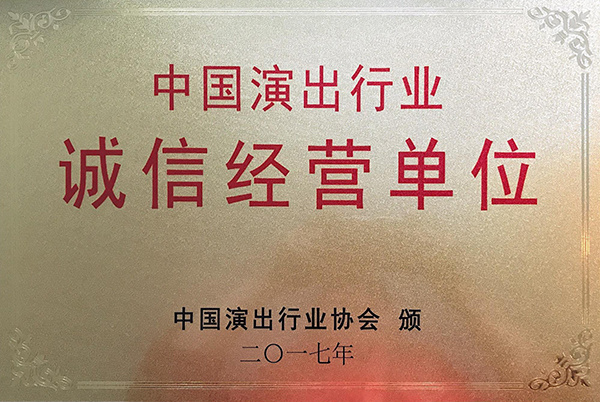 中国演出行业
诚信经营单位
中国演出行业协会 颁
二〇一七年